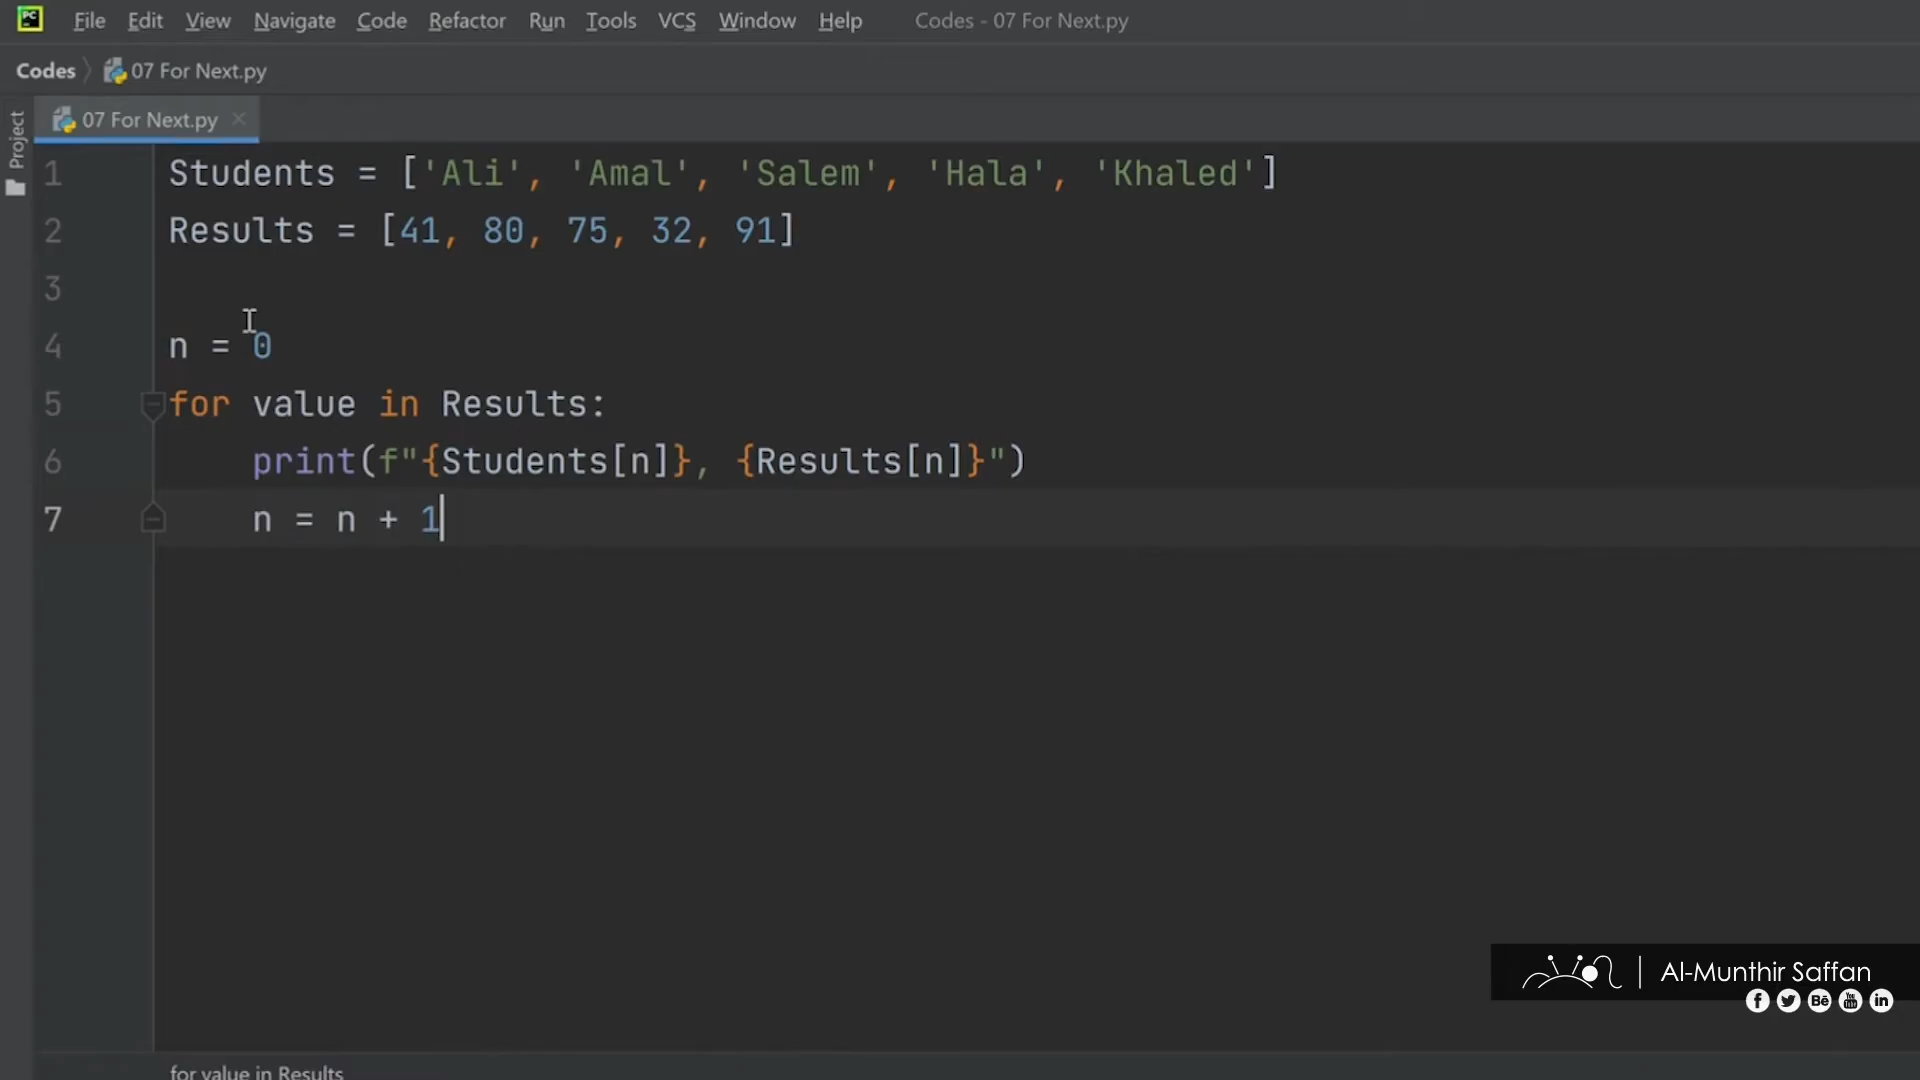 PC File Edit View Navigate Code Refactor Run Tools VCS Window Help Codes - 07 For Next.py
Codes 07 For Next.py
Project
07 For Next.py
1 Students = ['Ali', 'Amal', 'Salem', 'Hala', 'Khaled']
2 Results = [41, 80, 75, 32, 91]
3
4 n = 0
5 for value in Results:
6 print(f"{Students[n]}, {Results[n]}")
7 n = n + 1
Al-Munthir Saffan
for value in Results